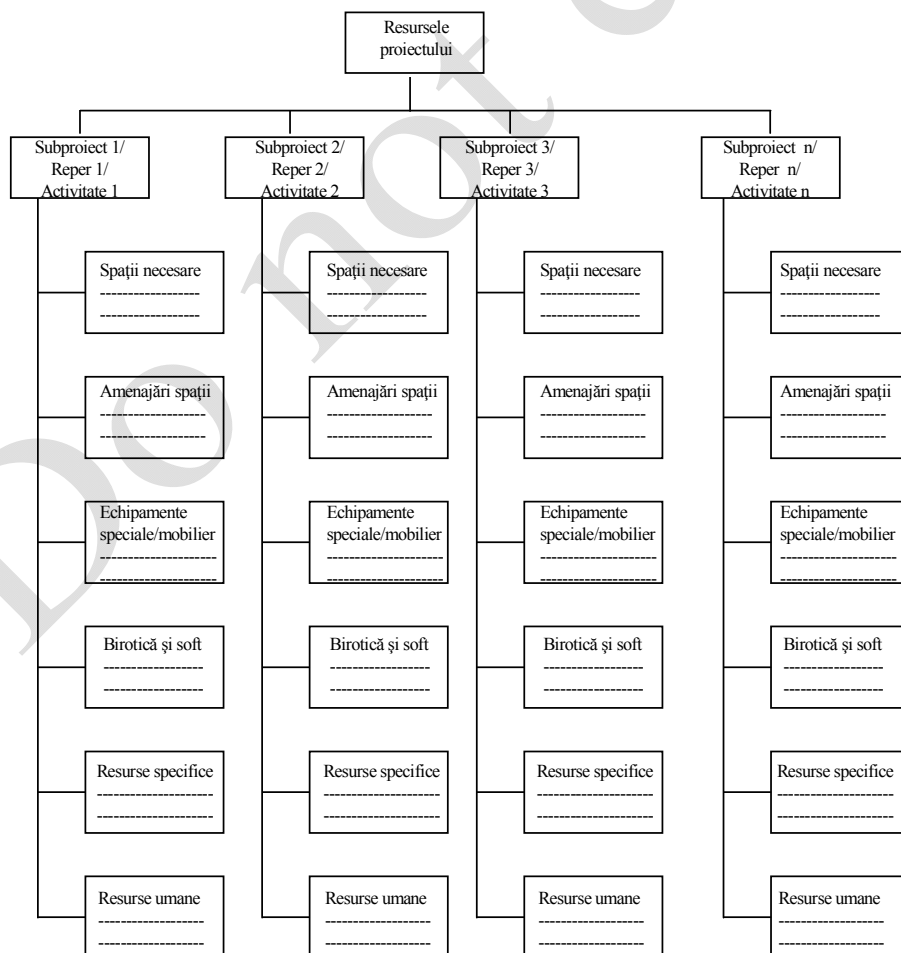 Resursele
proiectului
Subproiect 1/
Reper 1/
Activitate 1
Subproiect 2/
Reper 2/
Activitate 2
Subproiect 3/
Reper 3/
Activitate 3
Subproiect n/
Reper n/
Activitate n
Spaţii necesare
-------------------
-------------------
Spaţii necesare
-------------------
-------------------
Spaţii necesare
-------------------
-------------------
Spaţii necesare
-------------------
-------------------
Amenajări spaţii
--------------------
--------------------
Amenajări spaţii
--------------------
--------------------
Amenajări spaţii
--------------------
--------------------
Amenajări spaţii
--------------------
--------------------
Echipamente
speciale/mobilier
----------------------
----------------------
Echipamente
speciale/mobilier
----------------------
----------------------
Echipamente
speciale/mobilier
----------------------
----------------------
Echipamente
speciale/mobilier
----------------------
----------------------
Birotică şi soft
-------------------
-------------------
Birotică şi soft
-------------------
-------------------
Birotică şi soft
-------------------
-------------------
Birotică şi soft
-------------------
-------------------
Resurse specifice
----------------------
----------------------
Resurse specifice
----------------------
----------------------
Resurse specifice
----------------------
----------------------
Resurse specifice
----------------------
----------------------
Resurse umane
--------------------
--------------------
Resurse umane
--------------------
--------------------
Resurse umane
--------------------
--------------------
Resurse umane
--------------------
--------------------
Do not